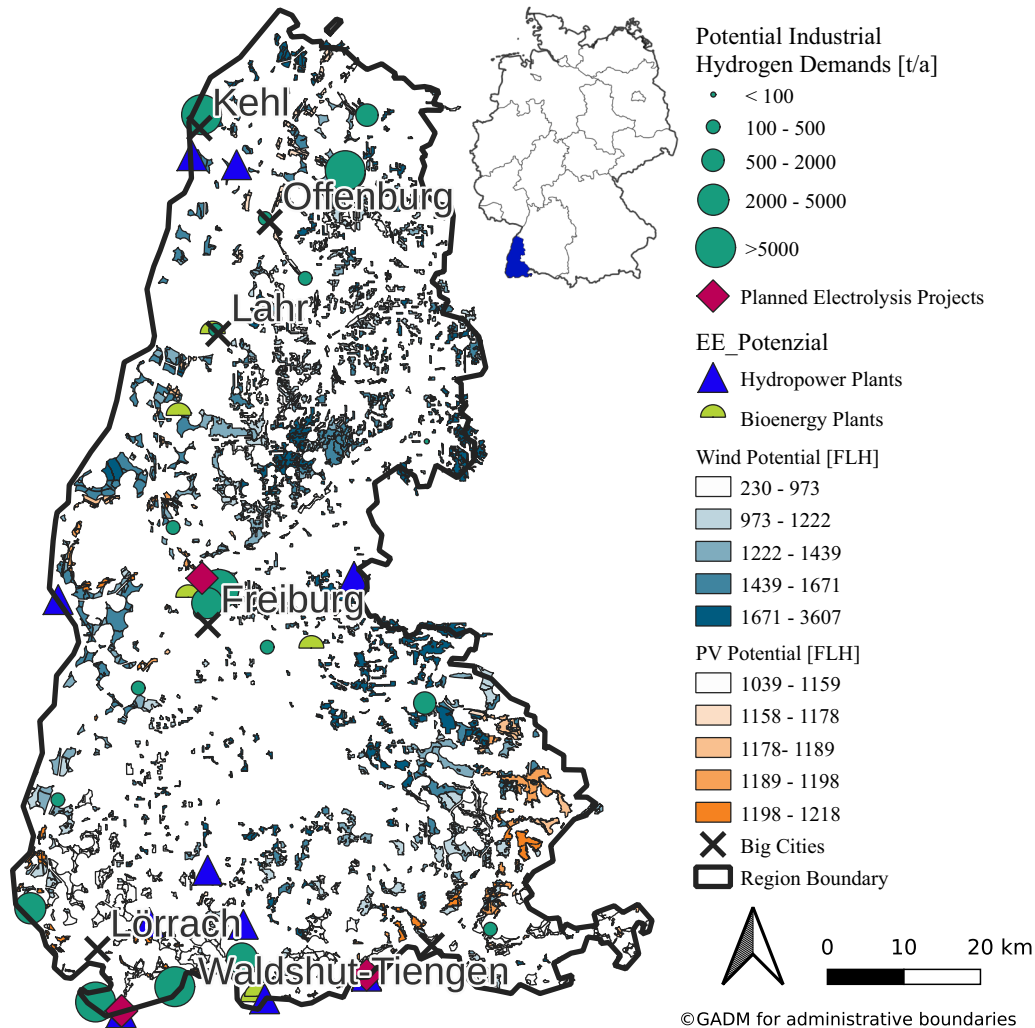 Kehl
Offenburg
Lahr
Freiburg
Lörrach
Waldshut-Tiengen
Potential Industrial
Hydrogen Demands [t/a]
< 100
100 - 500
500 - 2000
2000 - 5000
>5000
Planned Electrolysis Projects
EE_Potenzial
Hydropower Plants
Bioenergy Plants
Wind Potential [FLH]
230 - 973
973 - 1222
1222 - 1439
1439 - 1671
1671 - 3607
PV Potential [FLH]
1039 - 1159
1158 - 1178
1178- 1189
1189 - 1198
1198 - 1218
Big Cities
Region Boundary
0 10 20 km
©GADM for administrative boundaries